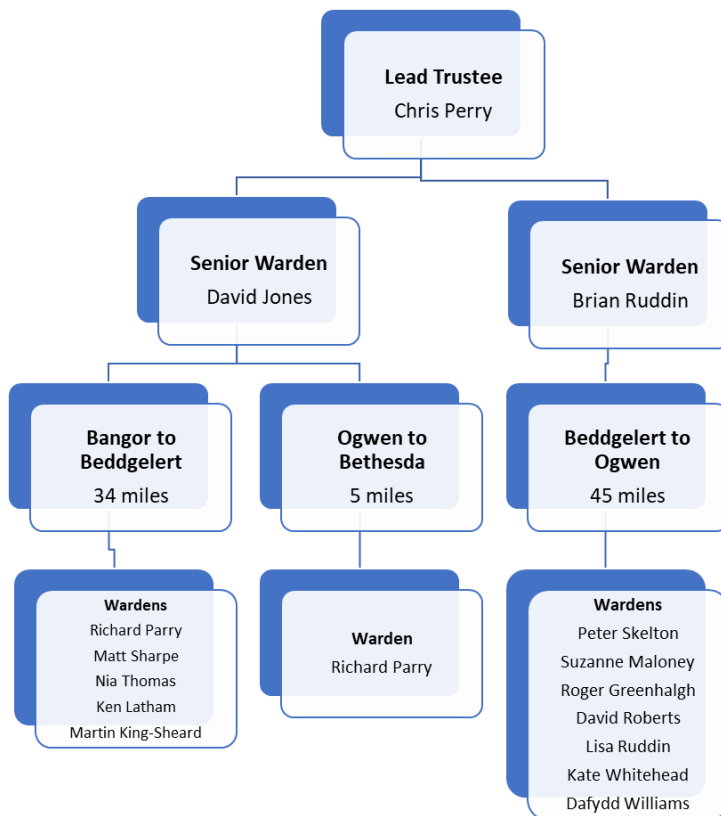 Lead Trustee
Chris Perry
Senior Warden
David Jones
Senior Warden
Brian Ruddin
Bangor to
Beddgelert
34 miles
Ogwen to
Bethesda
5 miles
Beddgelert to
Ogwen
45 miles
Wardens
Richard Parry
Matt Sharpe
Nia Thomas
Ken Latham
Martin King-Sheard
Warden
Richard Parry
Wardens
Peter Skelton
Suzanne Maloney
Roger Greenhalgh
David Roberts
Lisa Ruddin
Kate Whitehead
Dafydd Williams